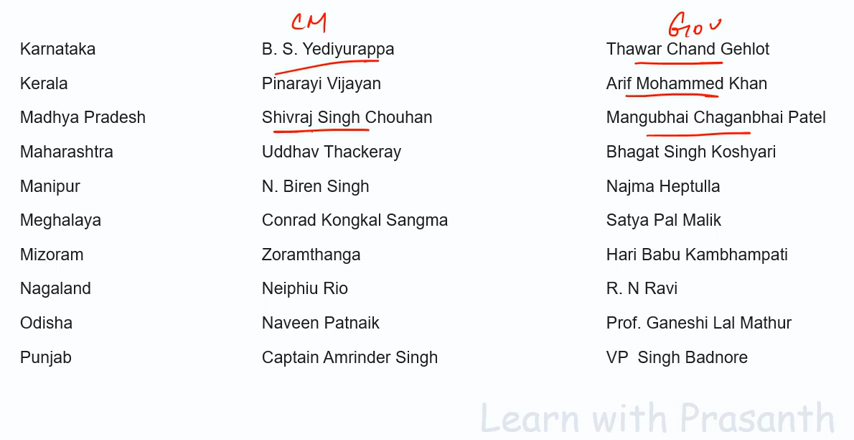 CM Gov
Karnataka B. S. Yediyurappa Thawar Chand Gehlot
Kerala Pinarayi Vijayan Arif Mohammed Khan
Madhya Pradesh Shivraj Singh Chouhan Mangubhai Chaganbhai Patel
Maharashtra Uddhav Thackeray Bhagat Singh Koshyari
Manipur N. Biren Singh Najma Heptulla
Meghalaya Conrad Kongkal Sangma Satya Pal Malik
Mizoram Zoramthanga Hari Babu Kambhampati
Nagaland Neiphiu Rio R. N Ravi
Odisha Naveen Patnaik Prof. Ganeshi Lal Mathur
Punjab Captain Amrinder Singh VP Singh Badnore
Learn with Prasanth